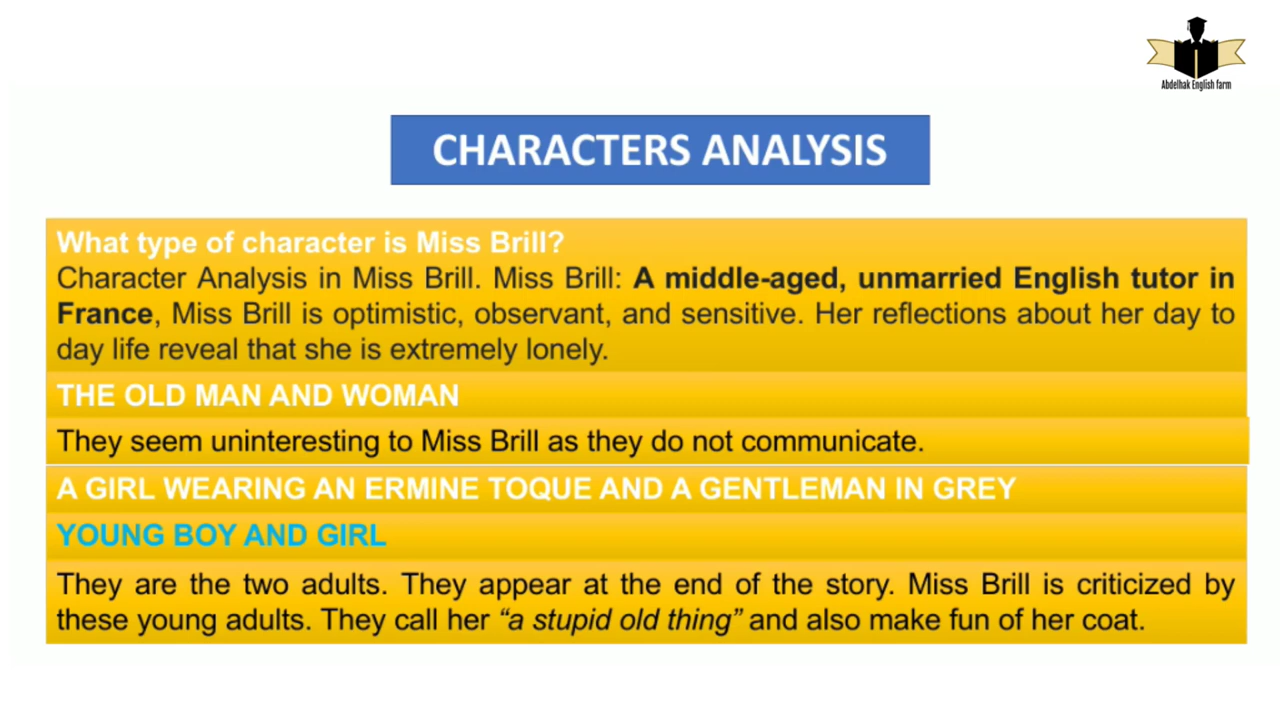 Abdelhak English farm
CHARACTERS ANALYSIS
What type of character is Miss Brill?
Character Analysis in Miss Brill. Miss Brill: A middle-aged, unmarried English tutor in
France, Miss Brill is optimistic, observant, and sensitive. Her reflections about her day to
day life reveal that she is extremely lonely.
THE OLD MAN AND WOMAN
They seem uninteresting to Miss Brill as they do not communicate.
A GIRL WEARING AN ERMINE TOQUE AND A GENTLEMAN IN GREY
YOUNG BOY AND GIRL
They are the two adults. They appear at the end of the story. Miss Brill is criticized by
these young adults. They call her “a stupid old thing” and also make fun of her coat.